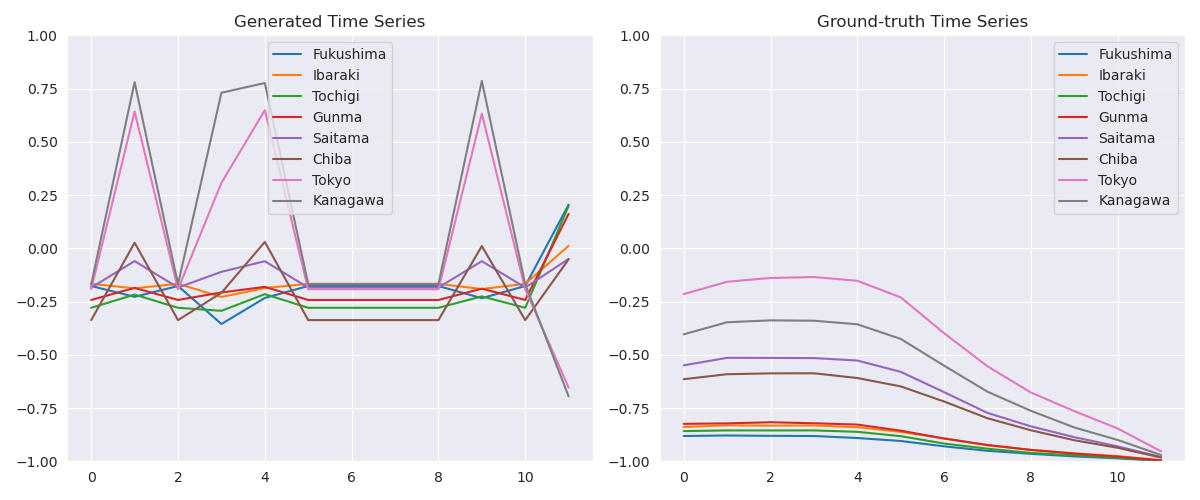 Generated Time Series
1.00
0.75
0.50
0.25
0.00
−0.25
−0.50
−0.75
−1.00
0 2 4 6 8 10
Fukushima
Ibaraki
Tochigi
Gunma
Saitama
Chiba
Tokyo
Kanagawa
Ground-truth Time Series
1.00
0.75
0.50
0.25
0.00
−0.25
−0.50
−0.75
−1.00
0 2 4 6 8 10
Fukushima
Ibaraki
Tochigi
Gunma
Saitama
Chiba
Tokyo
Kanagawa